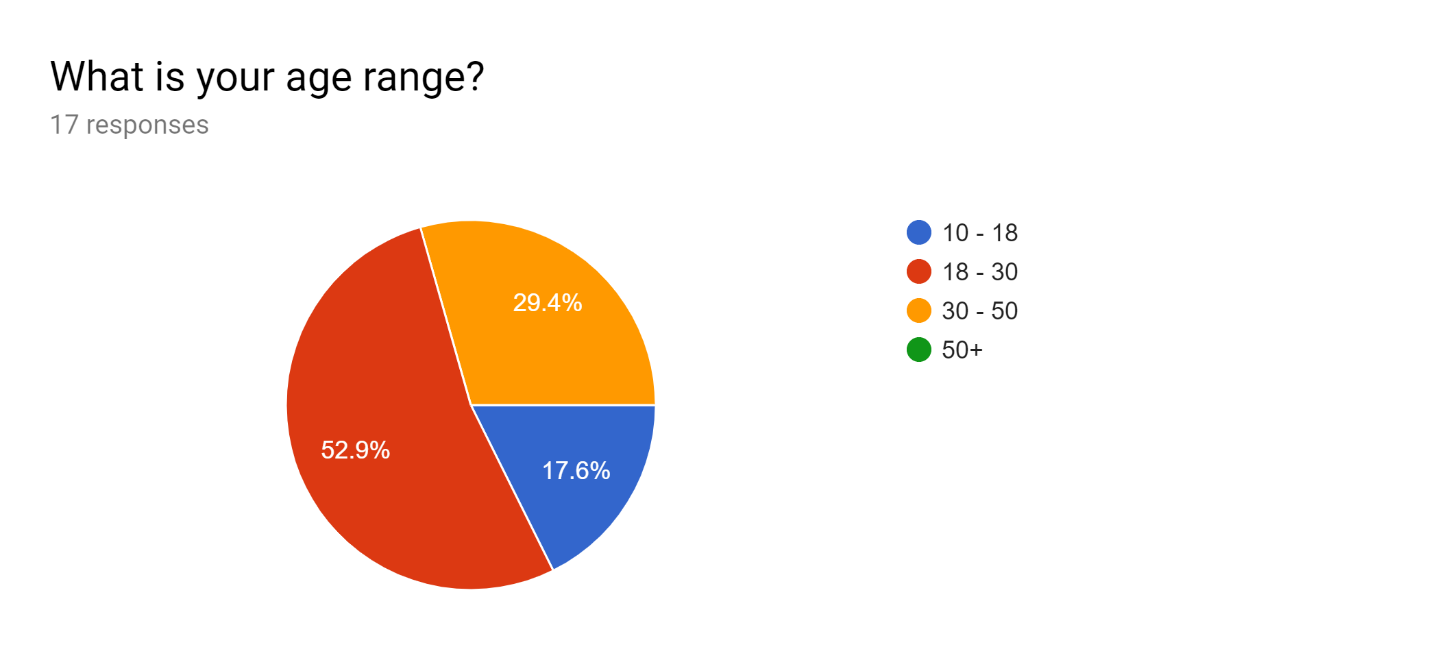 What is your age range?
17 responses
29.4%
52.9%
17.6%
10 - 18
18 - 30
30 - 50
50+